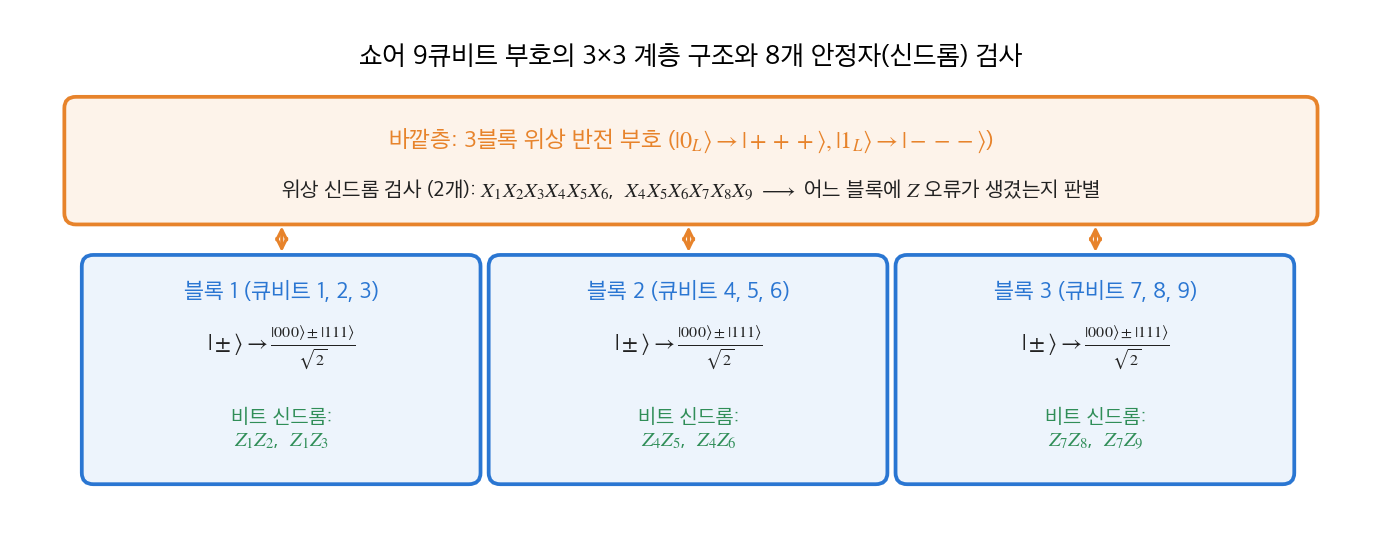 쇼어 9큐비트 부호의 3×3 계층 구조와 8개 안정자(신드롬) 검사
바깥층: 3블록 위상 반전 부호 (|0_L⟩→|+++⟩, |1_L⟩→|−−−⟩)
위상 신드롬 검사 (2개): X₁X₂X₃X₄X₅X₆, X₄X₅X₆X₇X₈X₉ ⟶ 어느 블록에 Z 오류가 생겼는지 판별
블록 1 (큐비트 1, 2, 3)
|±⟩→(|000⟩±|111⟩)/√2
비트 신드롬:
Z₁Z₂, Z₁Z₃
블록 2 (큐비트 4, 5, 6)
|±⟩→(|000⟩±|111⟩)/√2
비트 신드롬:
Z₄Z₅, Z₄Z₆
블록 3 (큐비트 7, 8, 9)
|±⟩→(|000⟩±|111⟩)/√2
비트 신드롬:
Z₇Z₈, Z₇Z₉